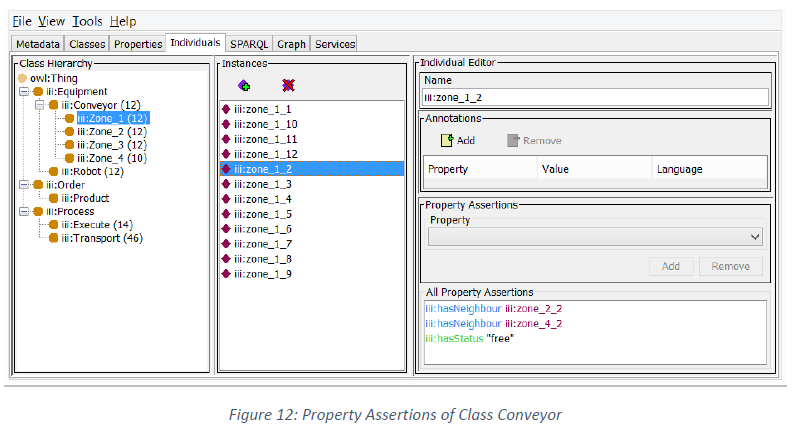 File View Tools Help
Metadata Classes Properties Individuals SPARQL Graph Services
Class Hierarchy
owl:Thing
iii:Equipment
iii:Conveyor (12)
iii:Zone_1 (12)
iii:Zone_2 (12)
iii:Zone_3 (12)
iii:Zone_4 (10)
iii:Robot (12)
iii:Order
iii:Product
iii:Process
iii:Execute (14)
iii:Transport (46)
Instances
iii:zone_1_1
iii:zone_1_10
iii:zone_1_11
iii:zone_1_12
iii:zone_1_2
iii:zone_1_3
iii:zone_1_4
iii:zone_1_5
iii:zone_1_6
iii:zone_1_7
iii:zone_1_8
iii:zone_1_9
Individual Editor
Name
iii:zone_1_2
Annotations
Add Remove
Property Value Language
Property Assertions
Property
Add Remove
All Property Assertions
iii:hasNeighbour iii:zone_2_2
iii:hasNeighbour iii:zone_4_2
iii:hasStatus "free"
Figure 12: Property Assertions of Class Conveyor